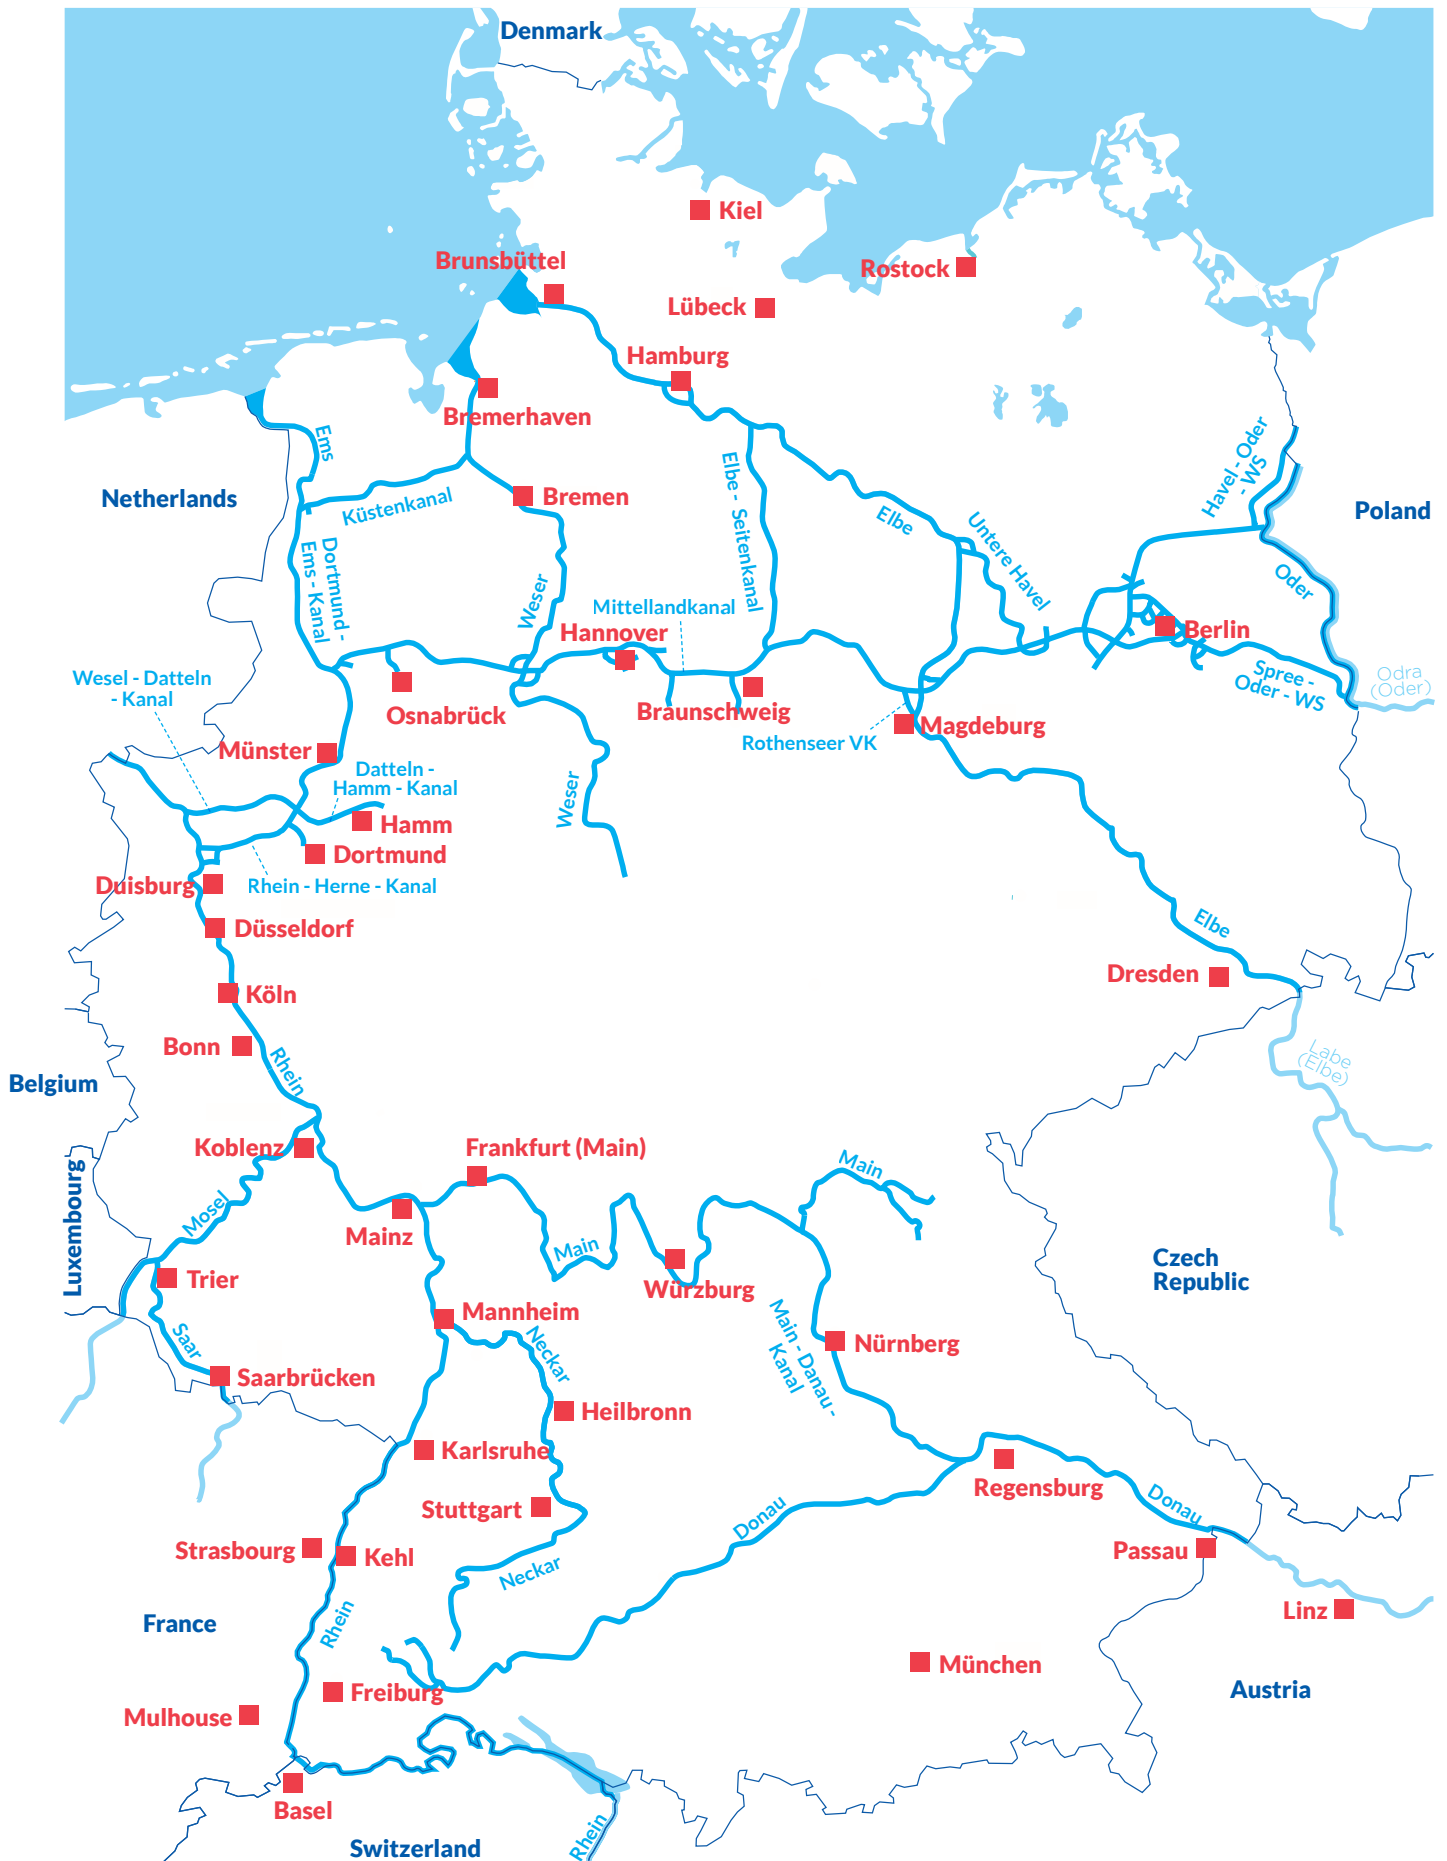 Denmark
Kiel
Brunsbüttel
Rostock
Lübeck
Hamburg
Bremerhaven
Ems
Netherlands
Küstenkanal
Bremen
Elbe - Seitenkanal
Elbe
Untere Havel
Havel - Oder
- WS
Poland
Dortmund -
Ems - Kanal
Weser
Mittellandkanal
Hannover
Oder
Berlin
Wesel - Datteln
- Kanal
Osnabrück
Braunschweig
Rothenseer VK
Magdeburg
Spree -
Oder - WS
Odra
(Oder)
Münster
Datteln -
Hamm - Kanal
Weser
Hamm
Dortmund
Duisburg
Rhein - Herne - Kanal
Düsseldorf
Elbe
Dresden
Köln
Bonn
Rhein
Labe
(Elbe)
Belgium
Luxembourg
Koblenz
Frankfurt (Main)
Main
Mosel
Mainz
Main
Würzburg
Czech
Republic
Trier
Mannheim
Saar
Neckar
Main - Danau -
Kanal
Nürnberg
Saarbrücken
Heilbronn
Karlsruhe
Stuttgart
Regensburg
Donau
Donau
Strasbourg
Kehl
Neckar
Passau
Linz
France
Rhein
München
Austria
Freiburg
Mulhouse
Basel
Switzerland
Rhein